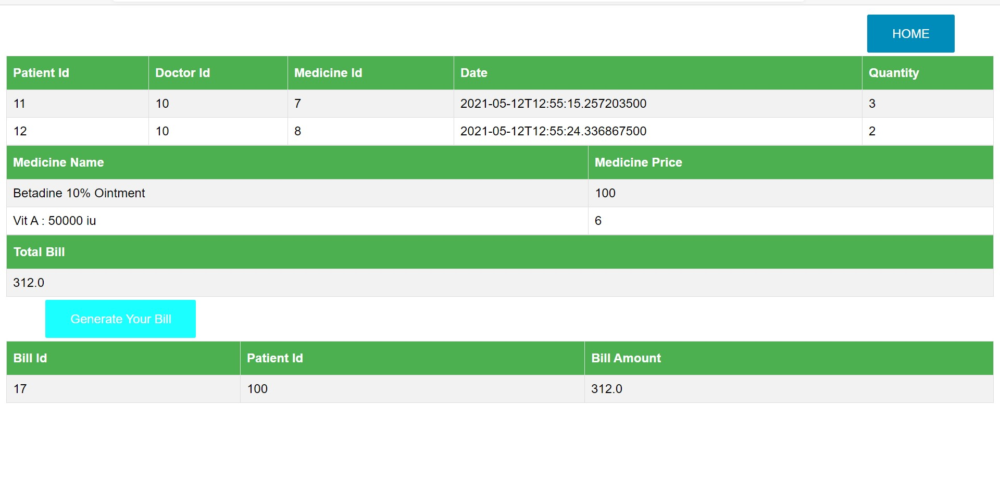 HOME
Patient Id Doctor Id Medicine Id Date Quantity
11 10 7 2021-05-12T12:55:15.257203500 3
12 10 8 2021-05-12T12:55:24.336867500 2
Medicine Name Medicine Price
Betadine 10% Ointment 100
Vit A : 50000 iu 6
Total Bill
312.0
Generate Your Bill
Bill Id Patient Id Bill Amount
17 100 312.0